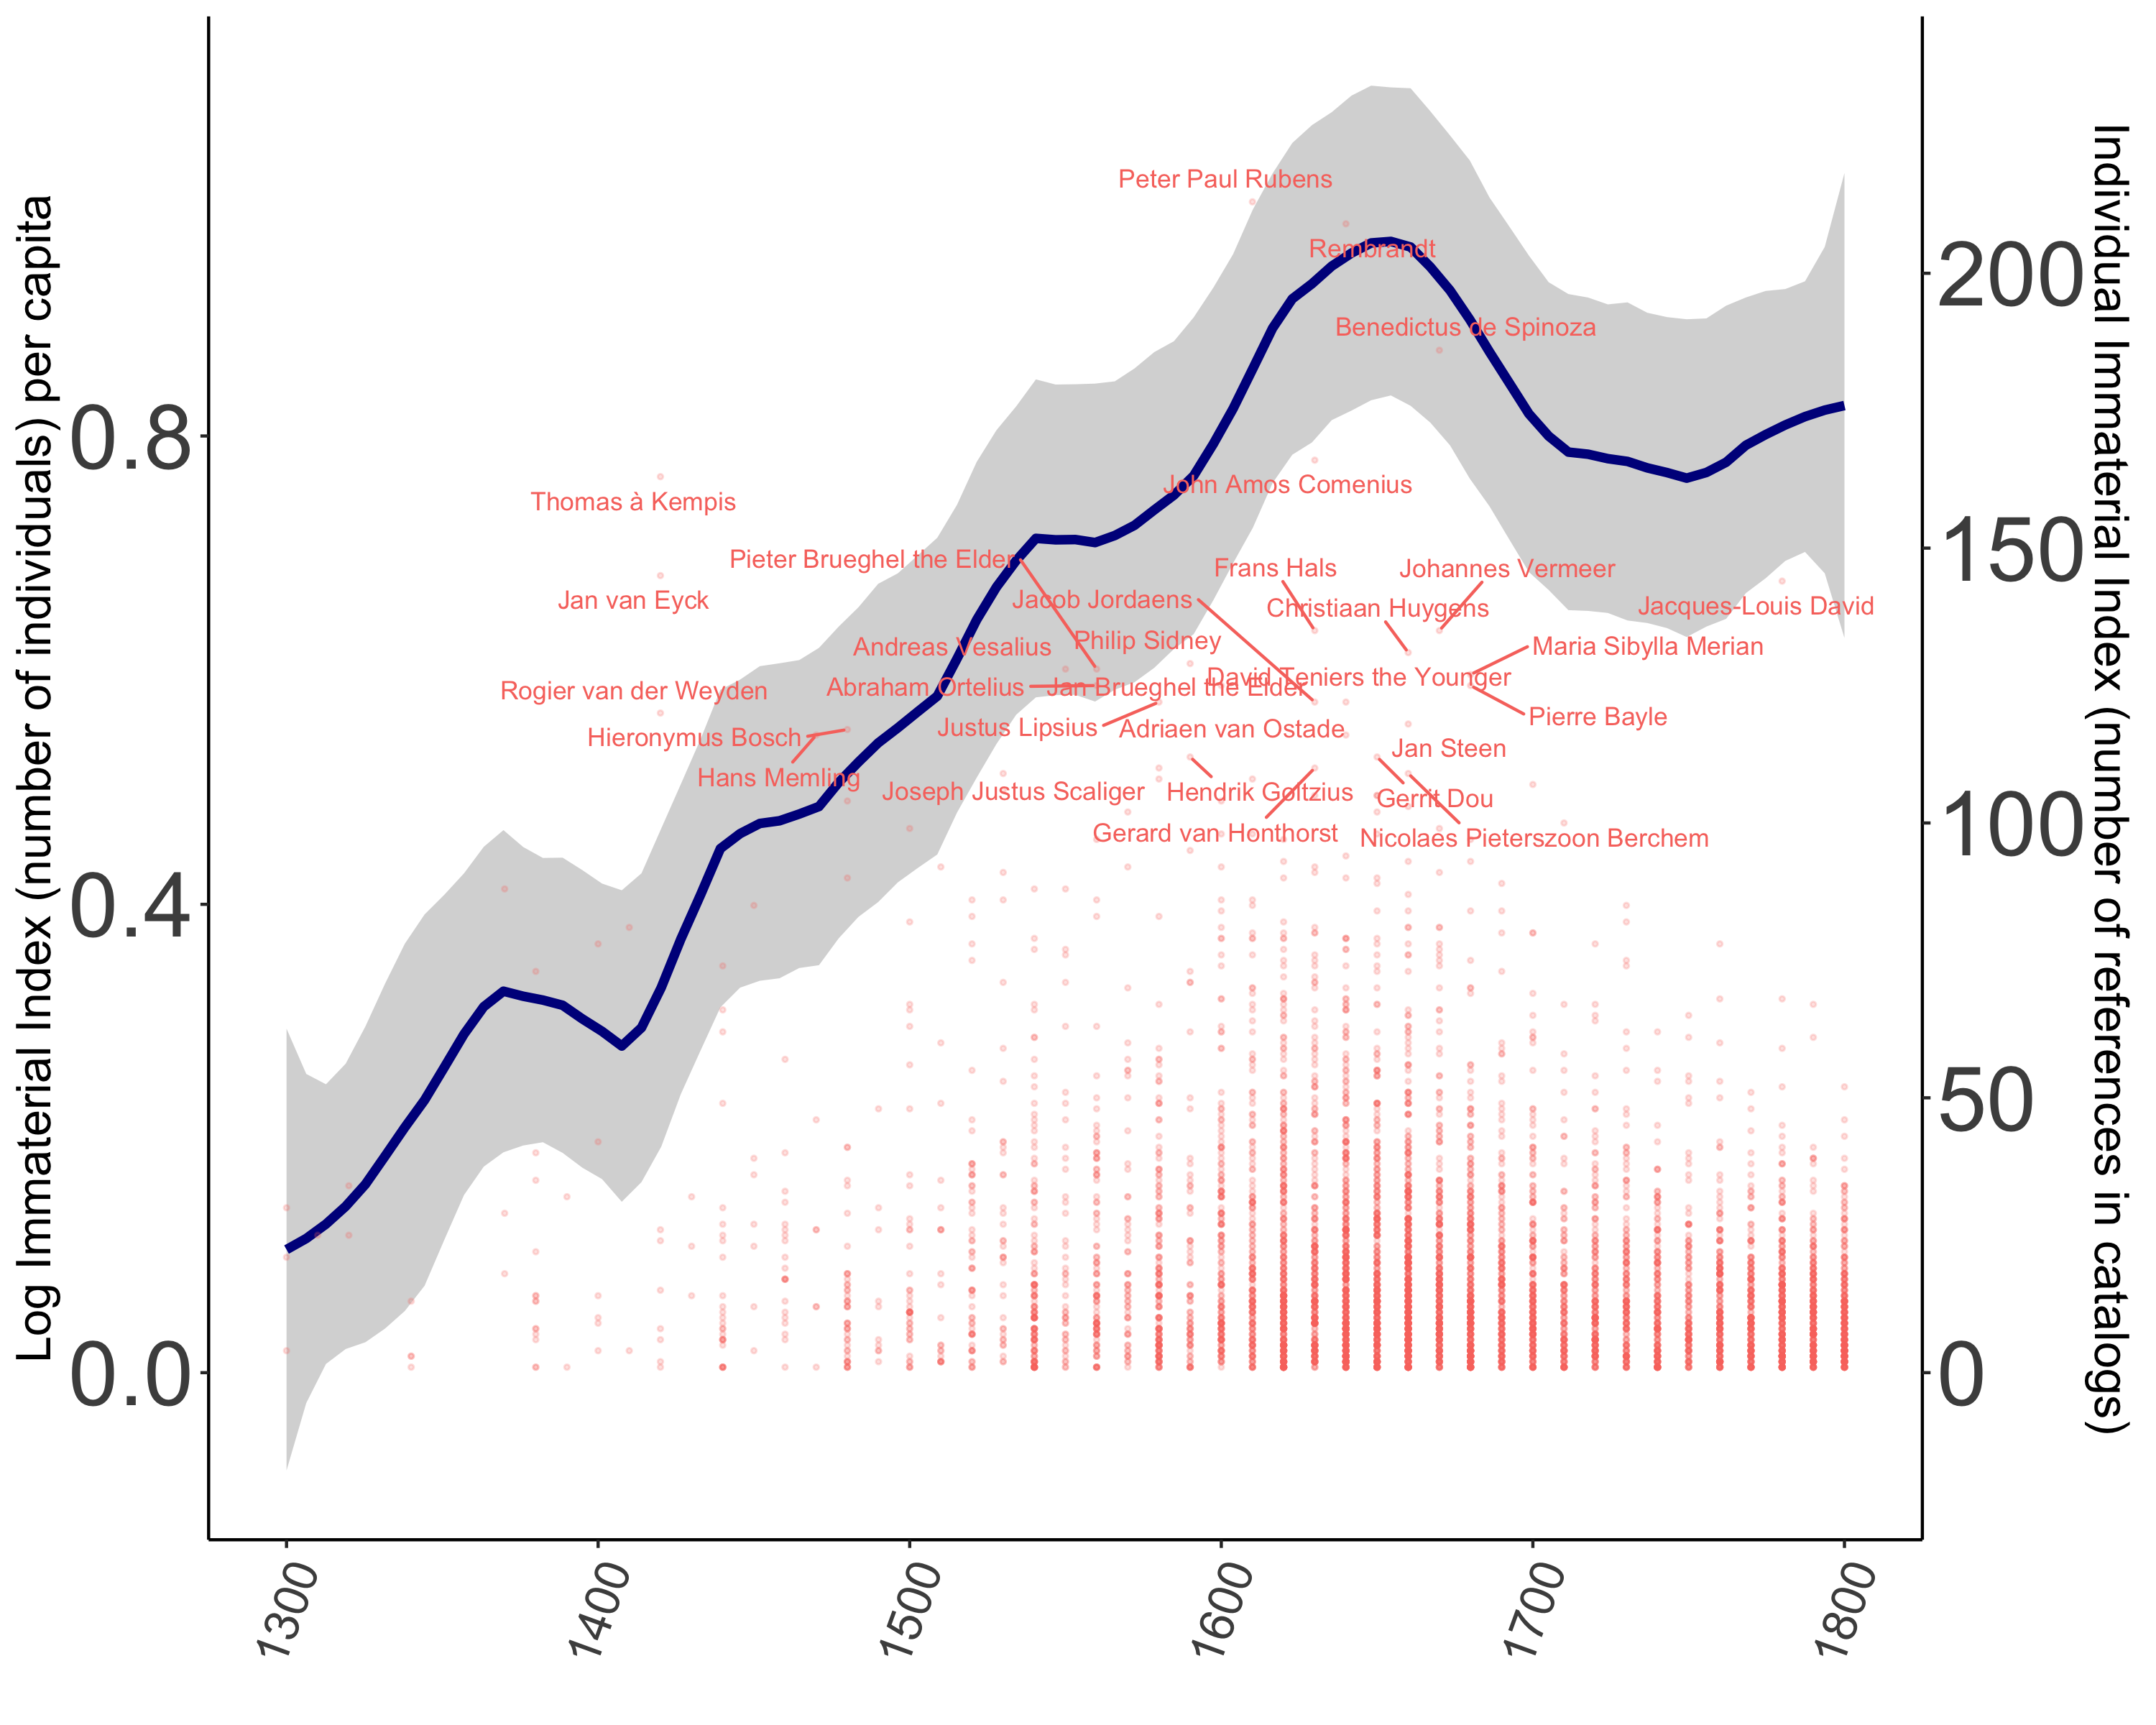 Log Immaterial Index (number of individuals) per capita
Individual Immaterial Index (number of references in catalogs)
0.8
0.4
0.0
200
150
100
50
0
1300
1400
1500
1600
1700
1800
Peter Paul Rubens
Rembrandt
Benedictus de Spinoza
John Amos Comenius
Thomas à Kempis
Pieter Brueghel the Elder
Frans Hals
Johannes Vermeer
Jan van Eyck
Jacob Jordaens
Christiaan Huygens
Jacques-Louis David
Andreas Vesalius
Philip Sidney
Maria Sibylla Merian
Rogier van der Weyden
Abraham Ortelius
Jan Brueghel the Elder
David Teniers the Younger
Pierre Bayle
Hieronymus Bosch
Justus Lipsius
Adriaen van Ostade
Jan Steen
Hans Memling
Joseph Justus Scaliger
Hendrik Goltzius
Gerrit Dou
Gerard van Honthorst
Nicolaes Pieterszoon Berchem